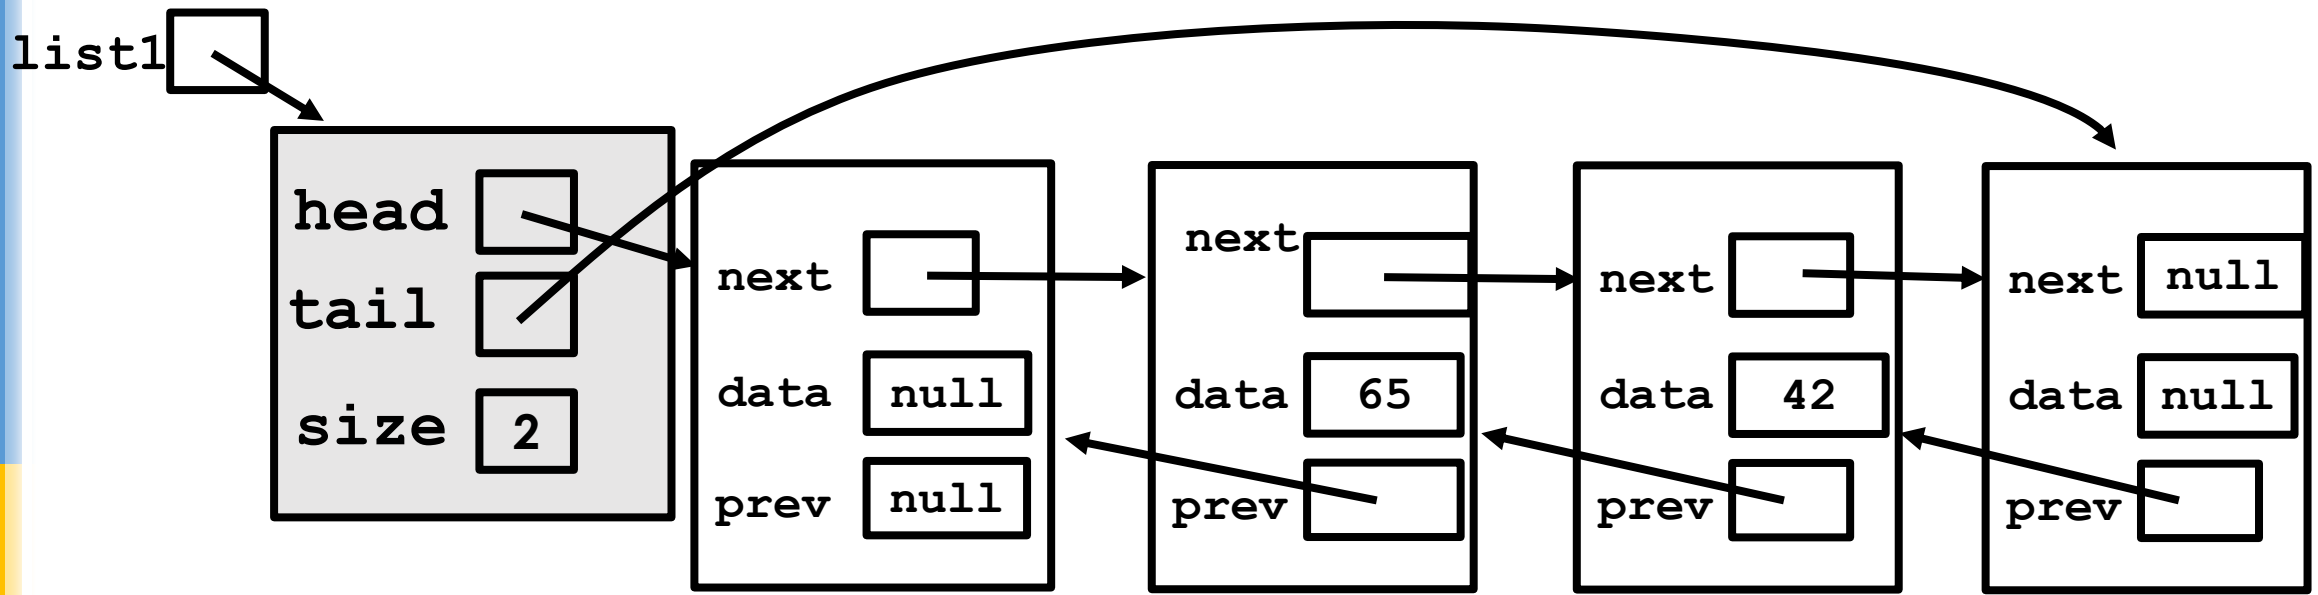 list1
head
tail
size 2
next
data null
prev null
next
data 65
prev
next
data 42
prev
next null
data null
prev